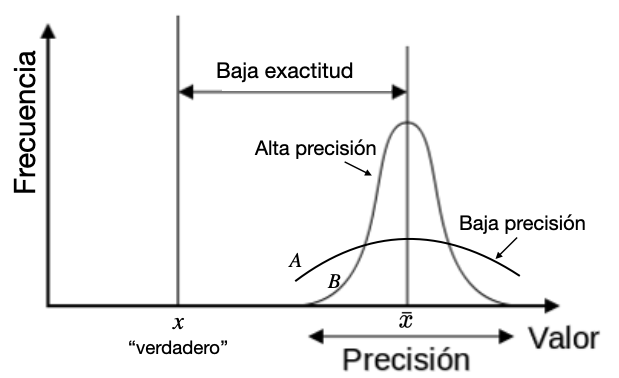 Frecuencia
Baja exactitud
Alta precisión
Baja precisión
A
B
x
x̄
"verdadero"
Valor
Precisión